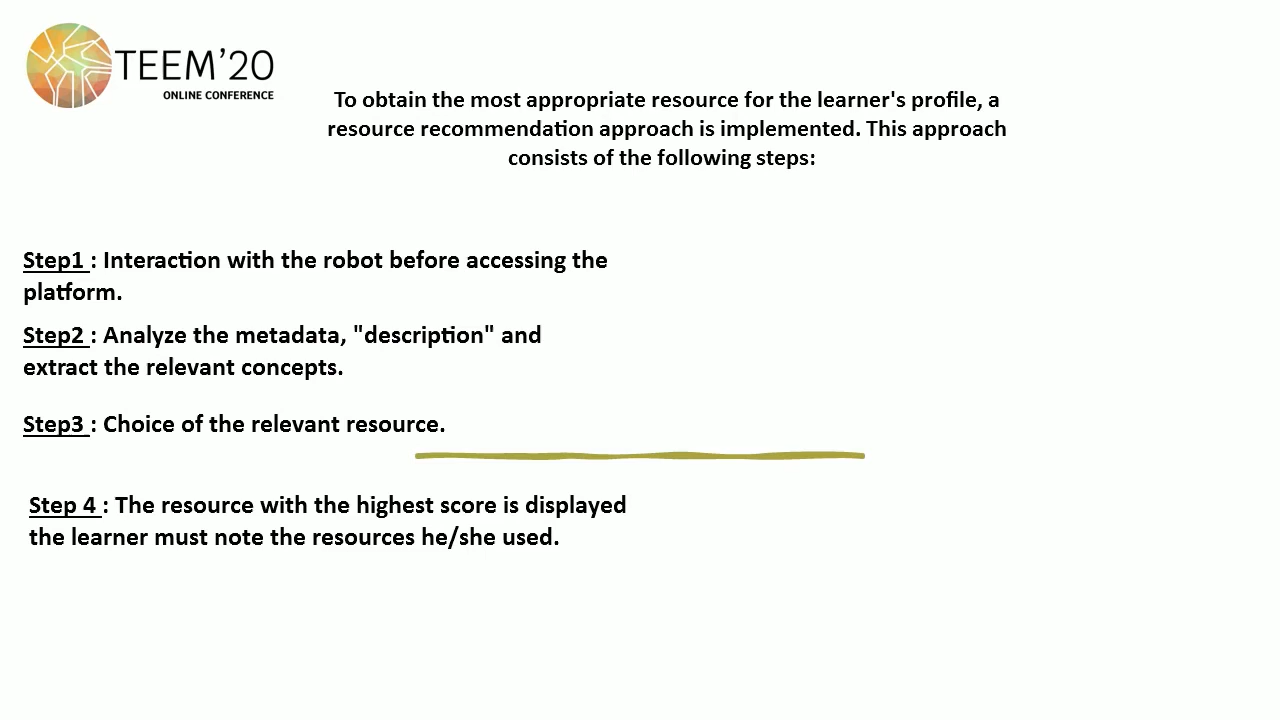 TEEM'20
ONLINE CONFERENCE
To obtain the most appropriate resource for the learner's profile, a
resource recommendation approach is implemented. This approach
consists of the following steps:
Step1 : Interaction with the robot before accessing the
platform.
Step2 : Analyze the metadata, "description" and
extract the relevant concepts.
Step3 : Choice of the relevant resource.
Step 4 : The resource with the highest score is displayed
the learner must note the resources he/she used.